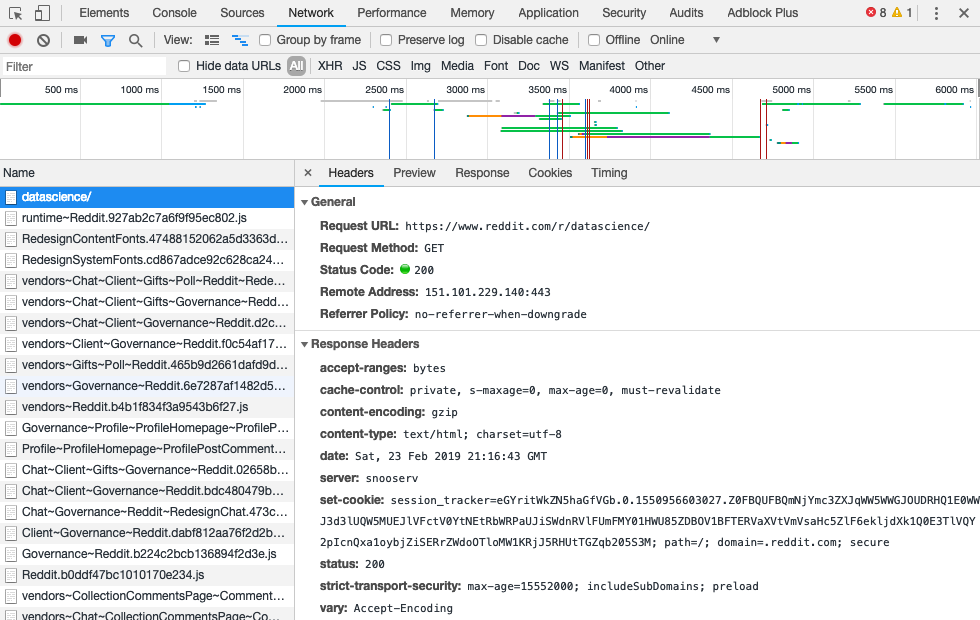 Elements Console Sources Network Performance Memory Application Security Audits Adblock Plus 8 1
View: Group by frame Preserve log Disable cache Offline Online
Filter Hide data URLs All XHR JS CSS Img Media Font Doc WS Manifest Other
500 ms 1000 ms 1500 ms 2000 ms 2500 ms 3000 ms 3500 ms 4000 ms 4500 ms 5000 ms 5500 ms 6000 ms
Name
datascience/
runtime~Reddit.927ab2c7a6f9f95ec802.js
RedesignContentFonts.47488152062a5d3363d...
RedesignSystemFonts.cd867adce92c628ca24...
vendors~Chat~Client~Gifts~Poll~Reddit~Rede...
vendors~Chat~Client~Gifts~Governance~Redd...
vendors~Chat~Client~Governance~Reddit.d2c...
vendors~Client~Governance~Reddit.f0c54af17...
vendors~Gifts~Poll~Reddit.465b9d2661dafd9d...
vendors~Governance~Reddit.6e7287af1482d5...
vendors~Reddit.b4b1f834f3a9543b6f27.js
Governance~Profile~ProfileHomepage~ProfileP...
Profile~ProfileHomepage~ProfilePostComment...
Chat~Client~Gifts~Governance~Reddit.02658b...
Chat~Client~Governance~Reddit.bdc480479b...
Chat~Governance~Reddit~RedesignChat.473c...
Client~Governance~Reddit.dabf812aa76f2d2b...
Governance~Reddit.b224c2bcb136894f2d3e.js
Reddit.b0ddf47bc1010170e234.js
vendors~CollectionCommentsPage~Comment...
vendors~Chat~CollectionCommentsPage~Co...
Headers Preview Response Cookies Timing
General
Request URL: https://www.reddit.com/r/datascience/
Request Method: GET
Status Code: 200
Remote Address: 151.101.229.140:443
Referrer Policy: no-referrer-when-downgrade
Response Headers
accept-ranges: bytes
cache-control: private, s-maxage=0, max-age=0, must-revalidate
content-encoding: gzip
content-type: text/html; charset=utf-8
date: Sat, 23 Feb 2019 21:16:43 GMT
server: snooserv
set-cookie: session_tracker=eGYritWkZN5haGfVGb.0.1550956603027.Z0FBQUFBQmNjYmc3ZXJqWW5WWGJOUDRHQ1E0WW
J3d3lUQW5MUEJlVFctV0YtNEtRbWRPaUJiSWdnRVlFUmFMY01HWU85ZDBOV1BFTERVaXVtVmVsaHc5ZlF6ekljdXk1Q0E3TlVQY
2pIcnQxa1oybjZiSERrZWdoOTloMW1KRjJ5RHUtTGZqb205S3M; path=/; domain=.reddit.com; secure
status: 200
strict-transport-security: max-age=15552000; includeSubDomains; preload
vary: Accept-Encoding